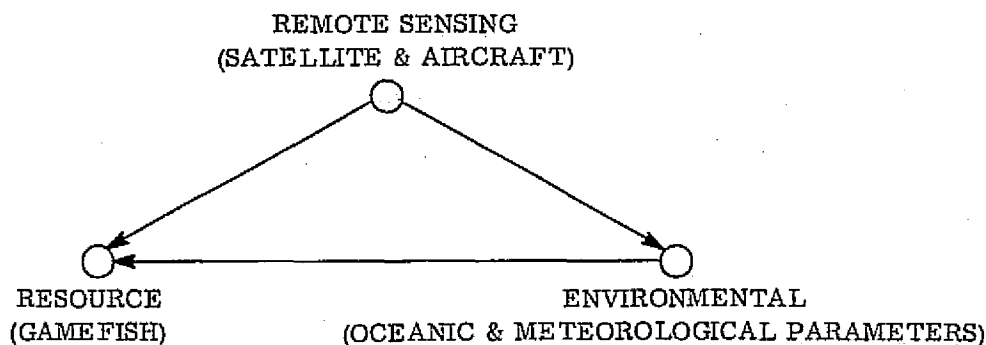 REMOTE SENSING
(SATELLITE & AIRCRAFT)
RESOURCE
(GAMEFISH)
ENVIRONMENTAL
(OCEANIC & METEOROLOGICAL PARAMETERS)